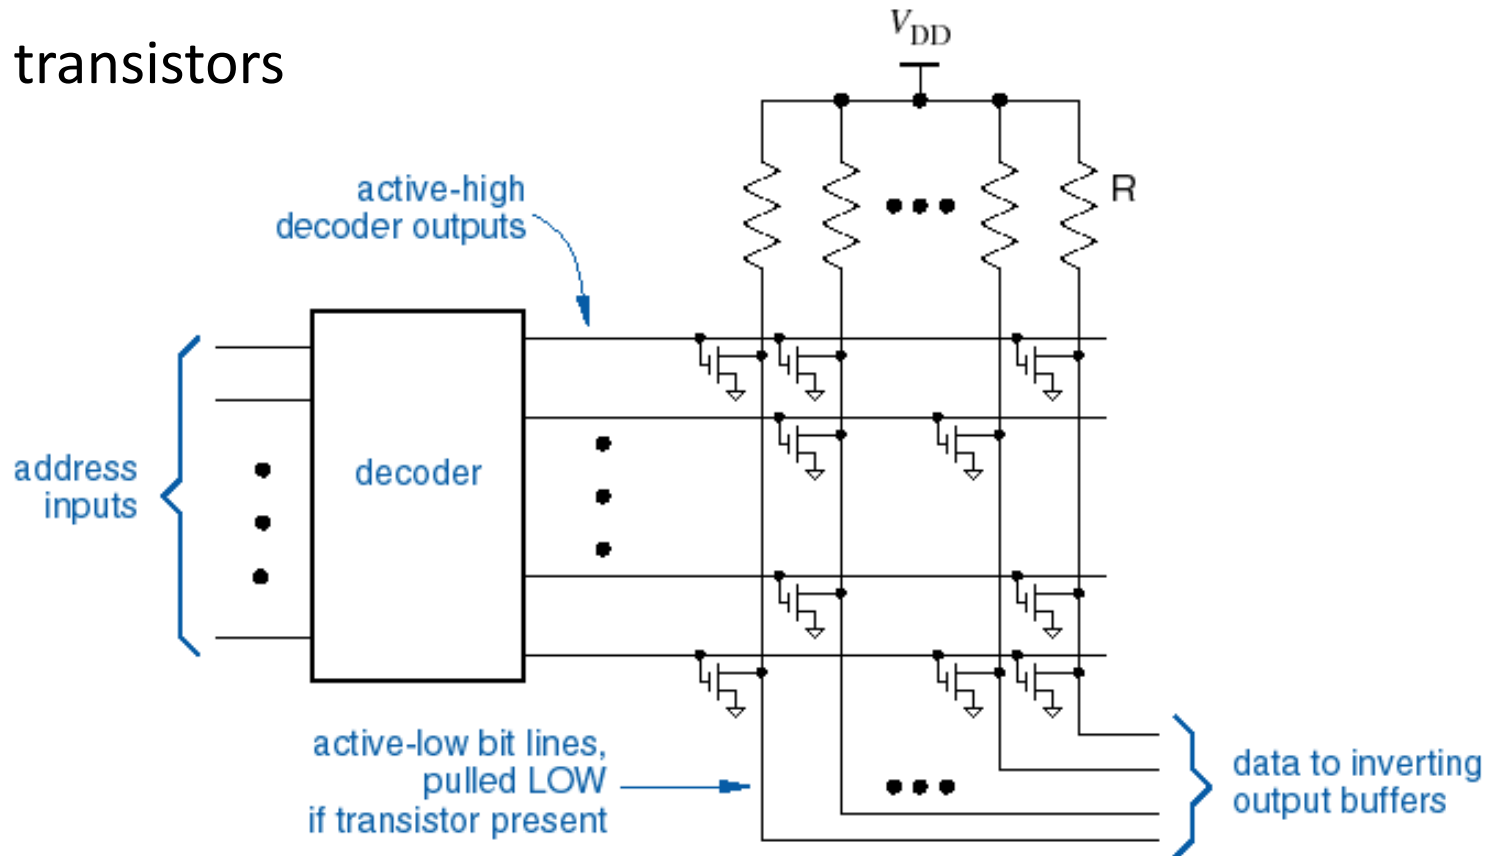 transistors
VDD
active-high
decoder outputs
R
address
inputs
decoder
active-low bit lines,
pulled LOW
if transistor present
data to inverting
output buffers